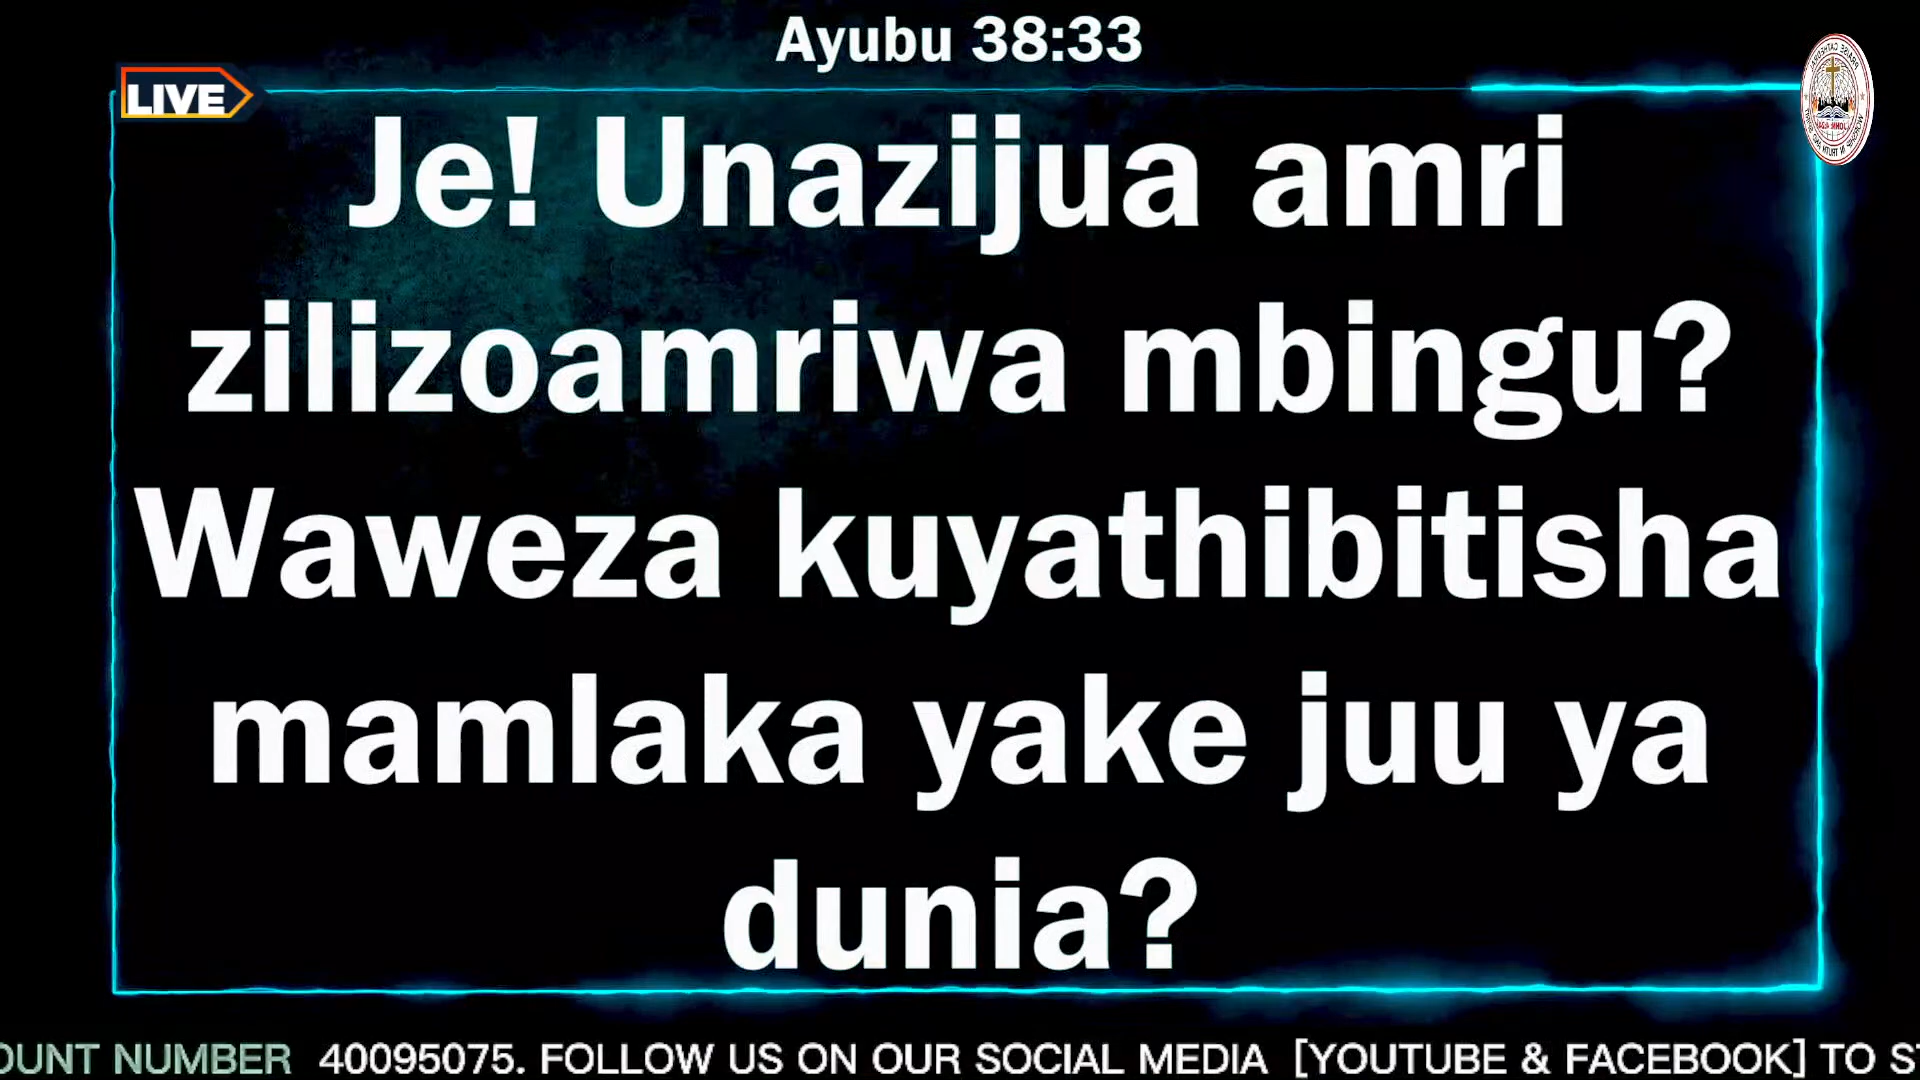 Ayubu 38:33
LIVE
Je! Unazijua amri
zilizoamriwa mbingu?
Waweza kuyathibitisha
mamlaka yake juu ya
dunia?
OUNT NUMBER 40095075. FOLLOW US ON OUR SOCIAL MEDIA [YOUTUBE & FACEBOOK] TO ST